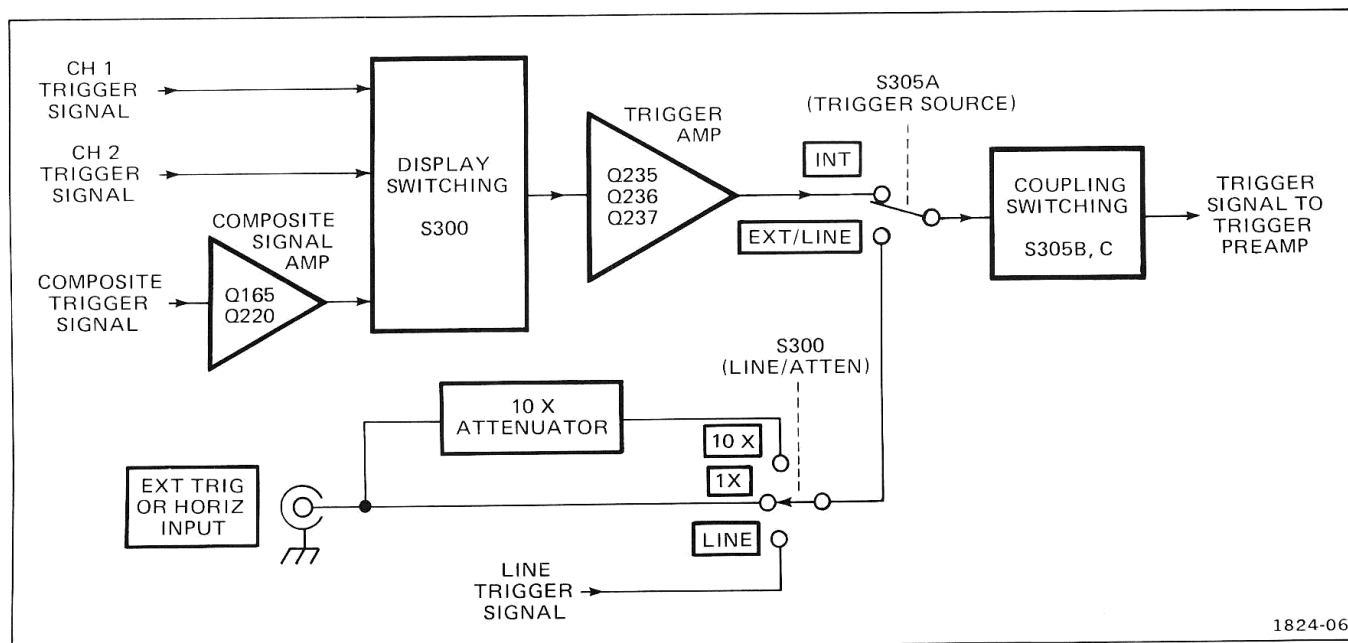 CH 1
TRIGGER
SIGNAL
CH 2
TRIGGER
SIGNAL
COMPOSITE
TRIGGER
SIGNAL
COMPOSITE
SIGNAL
AMP
Q165
Q220
DISPLAY
SWITCHING
S300
TRIGGER
AMP
Q235
Q236
Q237
INT
EXT/LINE
S305A
(TRIGGER SOURCE)
COUPLING
SWITCHING
S305B, C
TRIGGER
SIGNAL TO
TRIGGER
PREAMP
S300
(LINE/ATTEN)
10 X
ATTENUATOR
10 X
1X
LINE
EXT TRIG
OR HORIZ
INPUT
LINE
TRIGGER
SIGNAL
1824-06